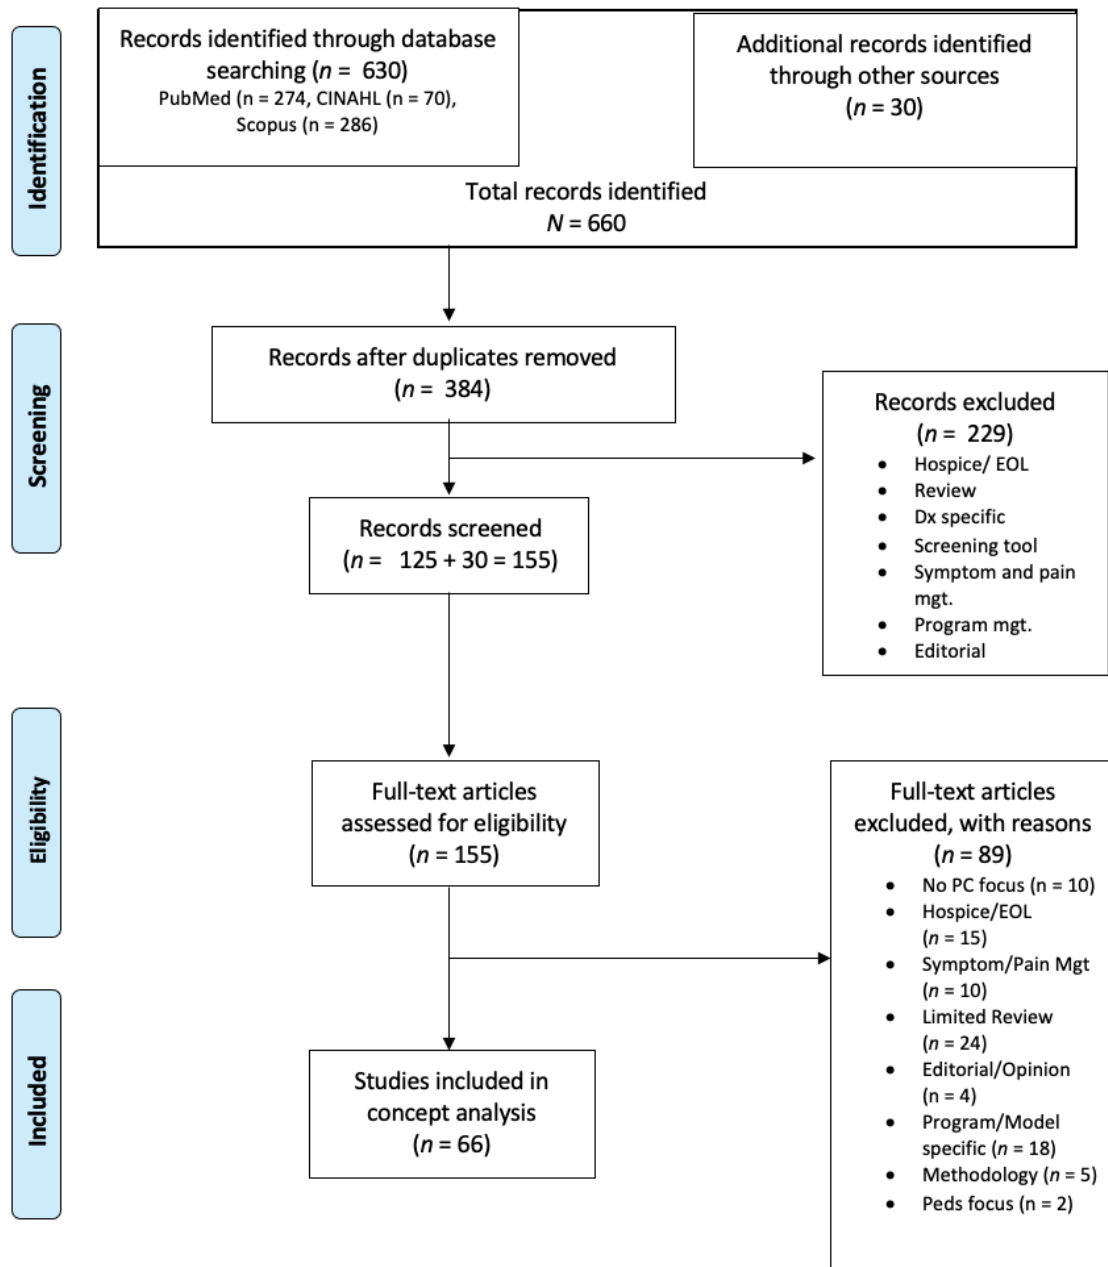 Identification
Records identified through database
searching (n = 630)
PubMed (n = 274, CINAHL (n = 70),
Scopus (n = 286)
Additional records identified
through other sources
(n = 30)
Total records identified
N = 660
Screening
Records after duplicates removed
(n = 384)
Records excluded
(n = 229)
• Hospice/ EOL
• Review
• Dx specific
• Screening tool
• Symptom and pain
mgt.
• Program mgt.
• Editorial
Records screened
(n = 125 + 30 = 155)
Eligibility
Full-text articles
assessed for eligibility
(n = 155)
Full-text articles
excluded, with reasons
(n = 89)
• No PC focus (n = 10)
• Hospice/EOL
(n = 15)
• Symptom/Pain Mgt
(n = 10)
• Limited Review
(n = 24)
• Editorial/Opinion
(n = 4)
• Program/Model
specific (n = 18)
• Methodology (n = 5)
• Peds focus (n = 2)
Included
Studies included in
concept analysis
(n = 66)